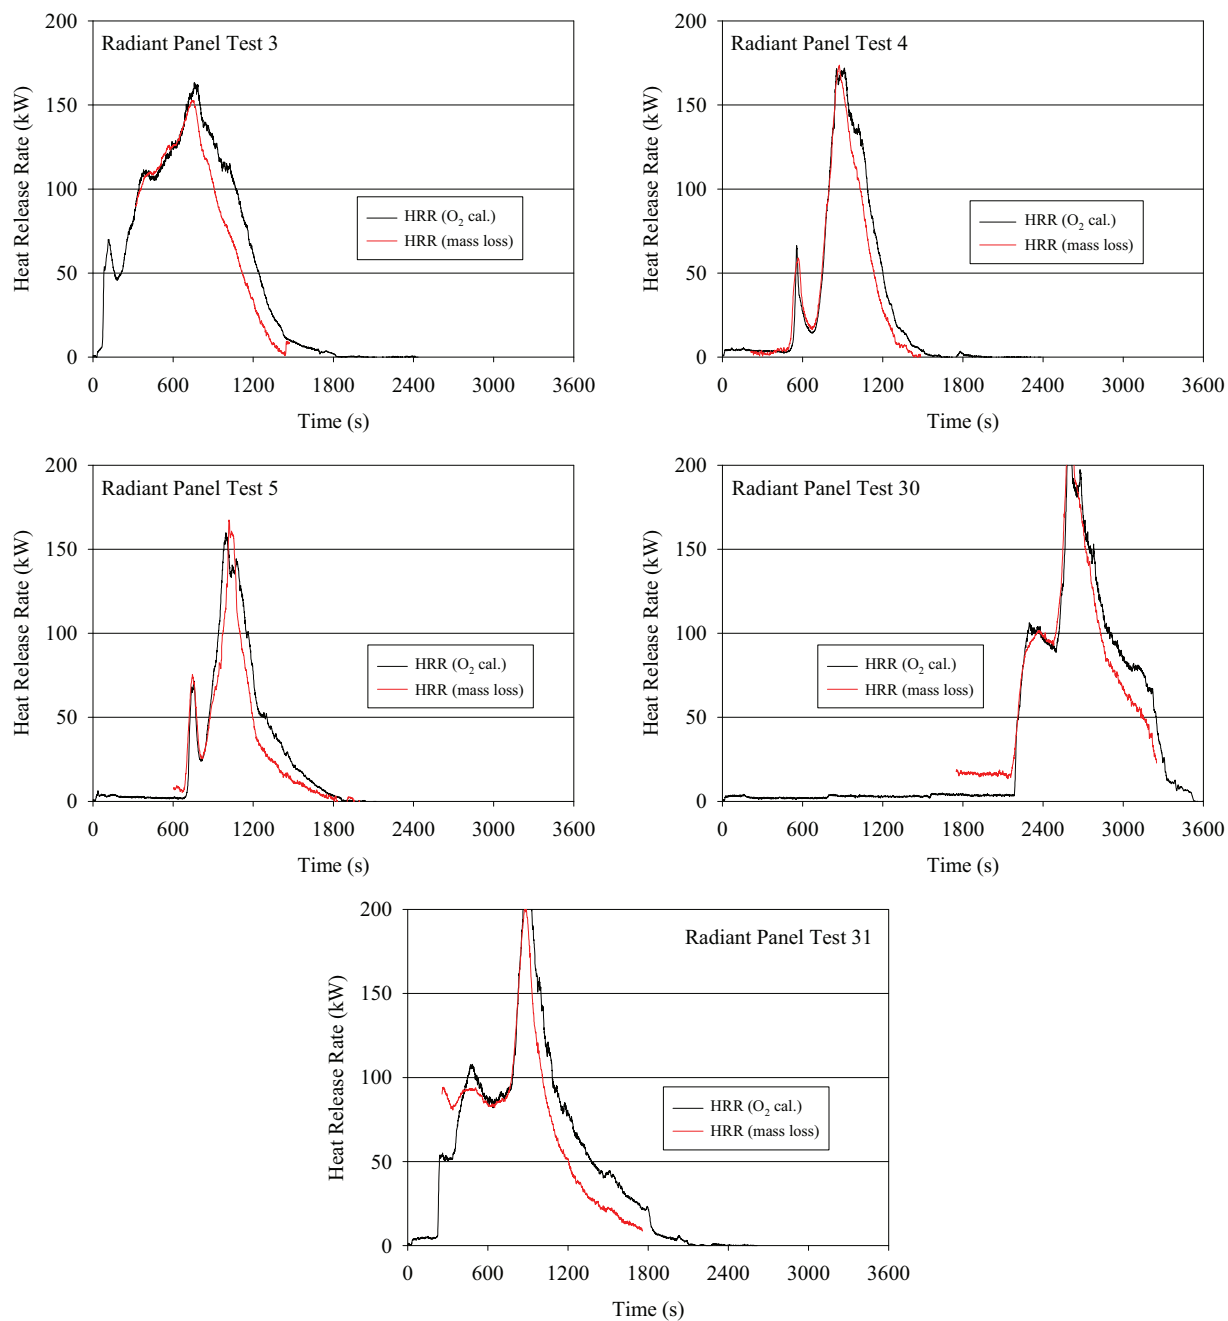 Radiant Panel Test 3
Heat Release Rate (kW)
200
150
100
50
0
HRR (O₂ cal.)
HRR (mass loss)
0 600 1200 1800 2400 3000 3600
Time (s)
Radiant Panel Test 4
Heat Release Rate (kW)
200
150
100
50
0
HRR (O₂ cal.)
HRR (mass loss)
0 600 1200 1800 2400 3000 3600
Time (s)
Radiant Panel Test 5
Heat Release Rate (kW)
200
150
100
50
0
HRR (O₂ cal.)
HRR (mass loss)
0 600 1200 1800 2400 3000 3600
Time (s)
Radiant Panel Test 30
Heat Release Rate (kW)
200
150
100
50
0
HRR (O₂ cal.)
HRR (mass loss)
0 600 1200 1800 2400 3000 3600
Time (s)
Radiant Panel Test 31
Heat Release Rate (kW)
200
150
100
50
0
HRR (O₂ cal.)
HRR (mass loss)
0 600 1200 1800 2400 3000 3600
Time (s)